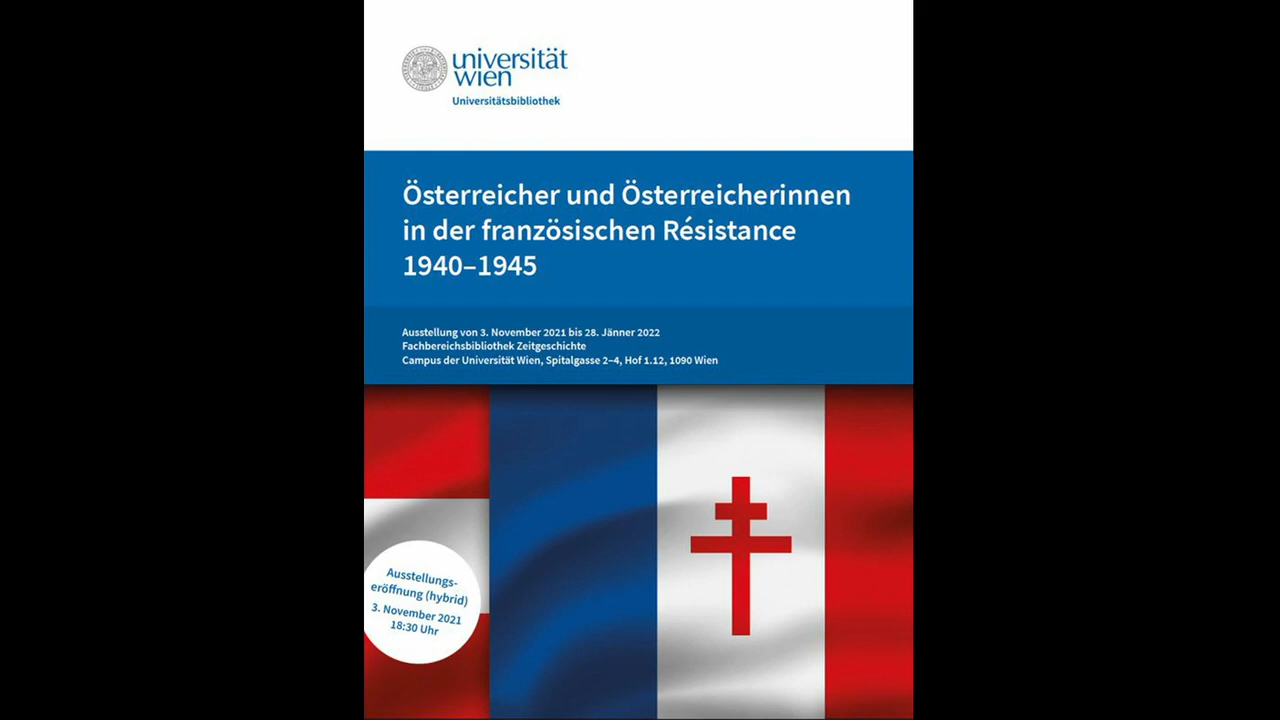 universität
wien
Universitätsbibliothek
Österreicher und Österreicherinnen
in der französischen Résistance
1940–1945
Ausstellung von 3. November 2021 bis 28. Jänner 2022
Fachbereichsbibliothek Zeitgeschichte
Campus der Universität Wien, Spitalgasse 2–4, Hof 1.12, 1090 Wien
Ausstellungs-
eröffnung (hybrid)
3. November 2021
18:30 Uhr